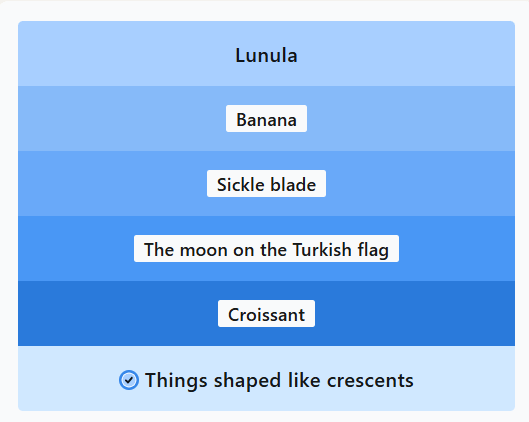 Lunula
Banana
Sickle blade
The moon on the Turkish flag
Croissant
Things shaped like crescents